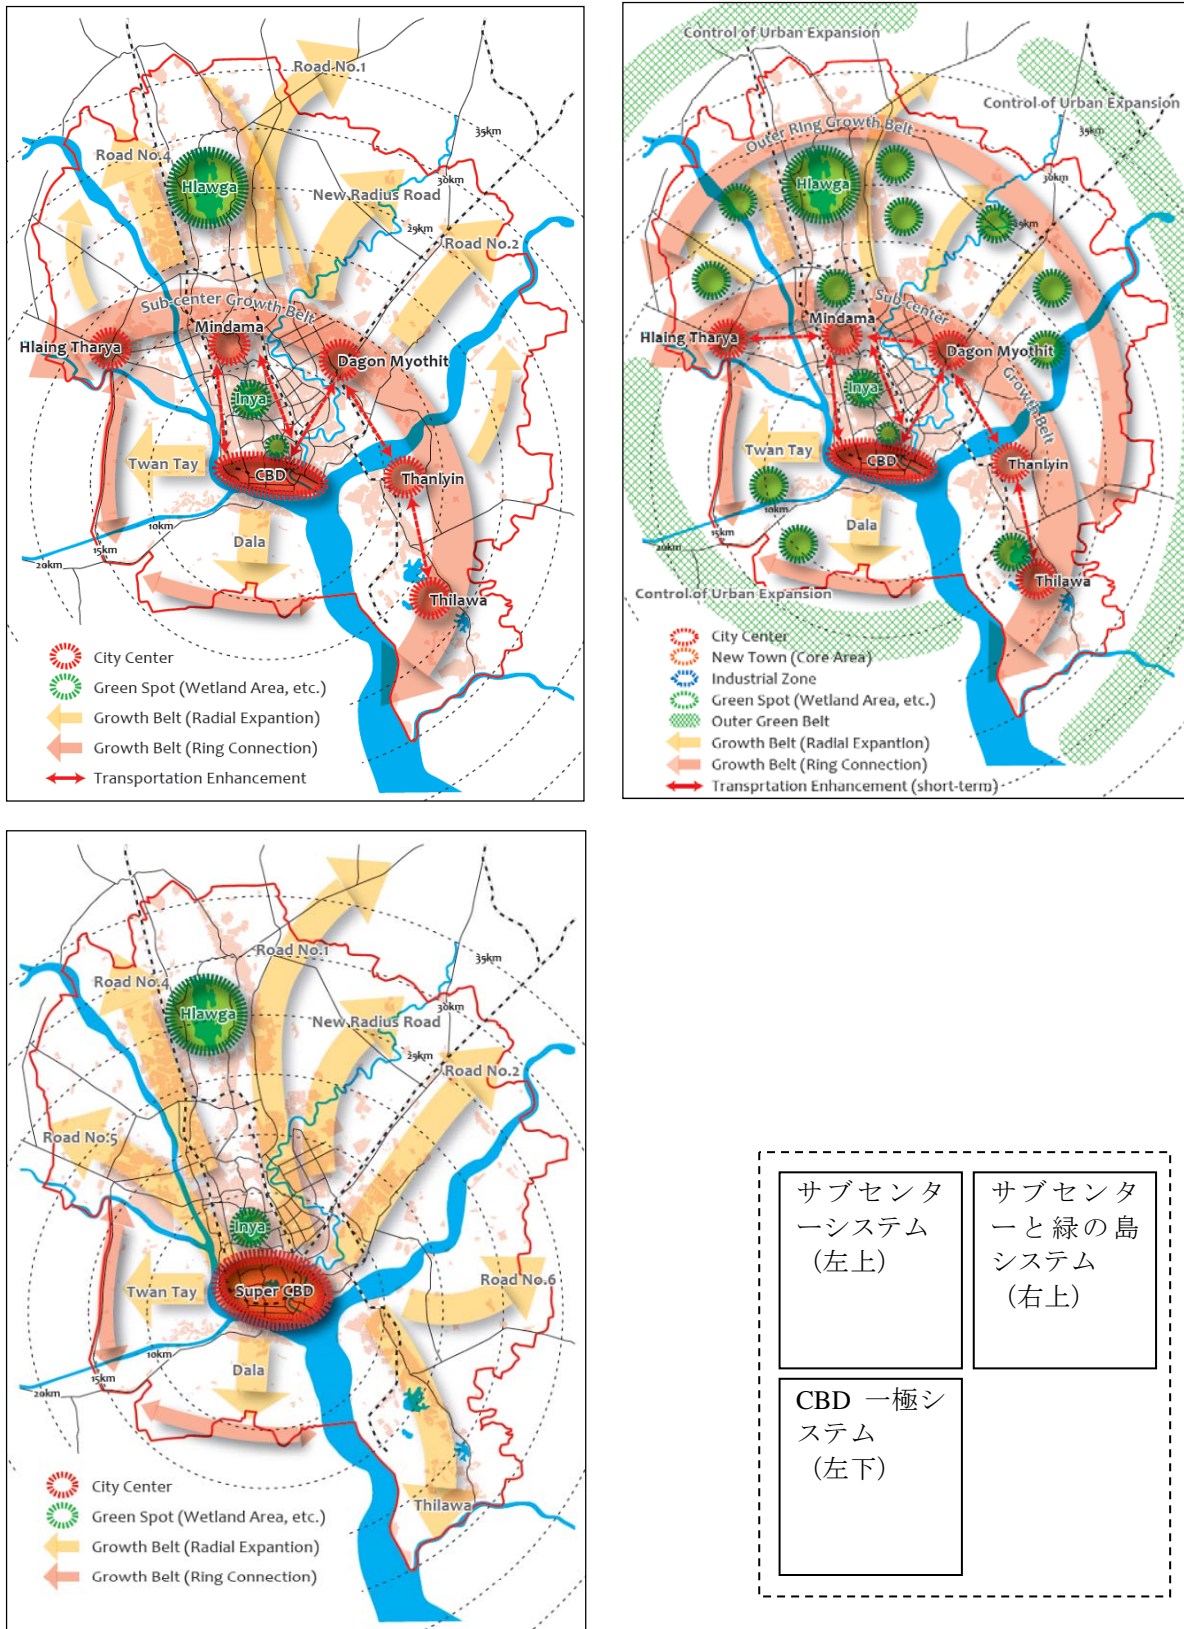 Road No.1
Road No.4
35km
30km
Hlawga
New Radius Road
25km
Road No.2
Sub-center Growth Belt
Mindama
Hlaing Tharya
Dagon Myothit
Inya
Twan Tay
CBD
Thanlyin
10km
Dala
15km
20km
Thilawa
City Center
Green Spot (Wetland Area, etc.)
Growth Belt (Radial Expantion)
Growth Belt (Ring Connection)
Transportation Enhancement
Control of Urban Expansion
Control of Urban Expansion
Outer Ring Growth Belt
35km
30km
Hlawga
25km
Sub-center
Growth Belt
Mindama
Hlaing Tharya
Dagon Myothit
Inya
Twan Tay
CBD
Thanlyin
10km
Dala
15km
20km
Thilawa
Control of Urban Expansion
City Center
New Town (Core Area)
Industrial Zone
Green Spot (Wetland Area, etc.)
Outer Green Belt
Growth Belt (Radial Expantion)
Growth Belt (Ring Connection)
Transprtation Enhancement (short-term)
Road No.1
35km
Road No.4
30km
Hlawga
New Radius Road
25km
Road No.2
Road No.5
Inya
Road No.6
Twan Tay
Super CBD
10km
Dala
15km
20km
Thilawa
City Center
Green Spot (Wetland Area, etc.)
Growth Belt (Radial Expantion)
Growth Belt (Ring Connection)
サブセンタ
ーシステム
（左上）
サブセンタ
ーと緑の島
システム
（右上）
CBD 一極シ
ステム
（左下）